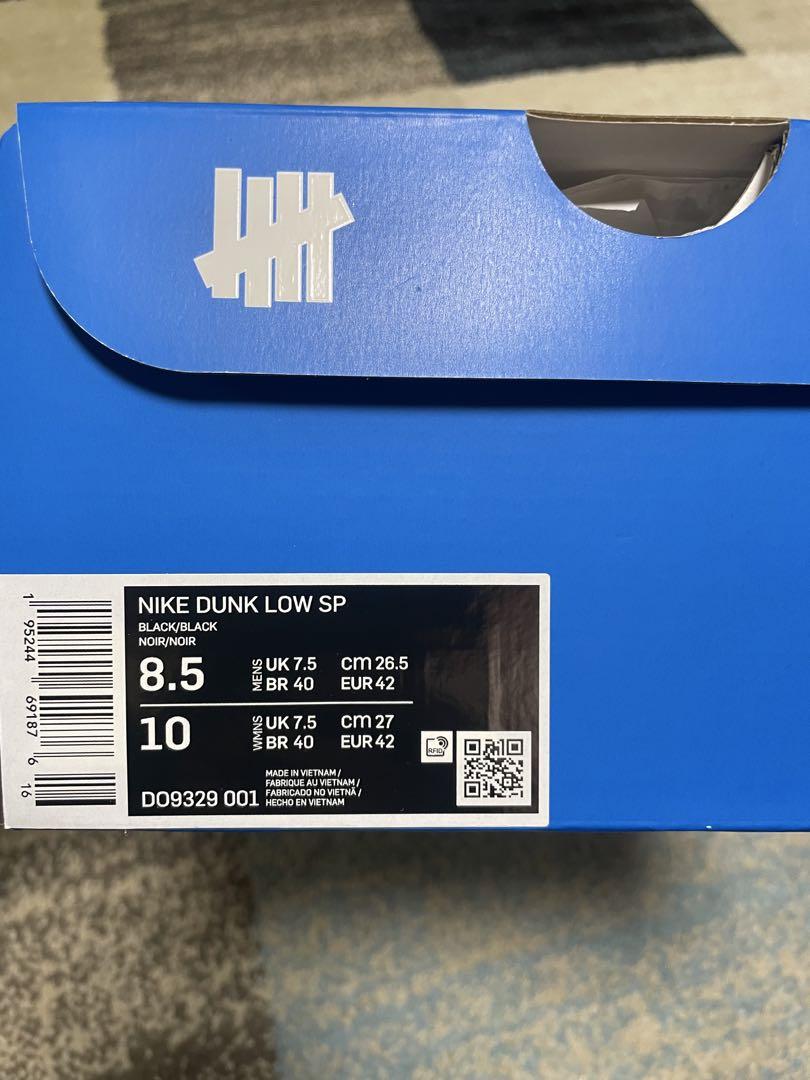 NIKE DUNK LOW SP
BLACK/BLACK
NOIR/NOIR
8.5 MENS UK 7.5 CM 26.5
BR 40 EUR 42
10 WMNS UK 7.5 CM 27
BR 40 EUR 42
RFID
DO9329 001
MADE IN VIETNAM /
FABRIQUE AU VIETNAM /
FABRICADO NO VIETNÃ /
HECHO EN VIETNAM
1 95244 69187 6 16